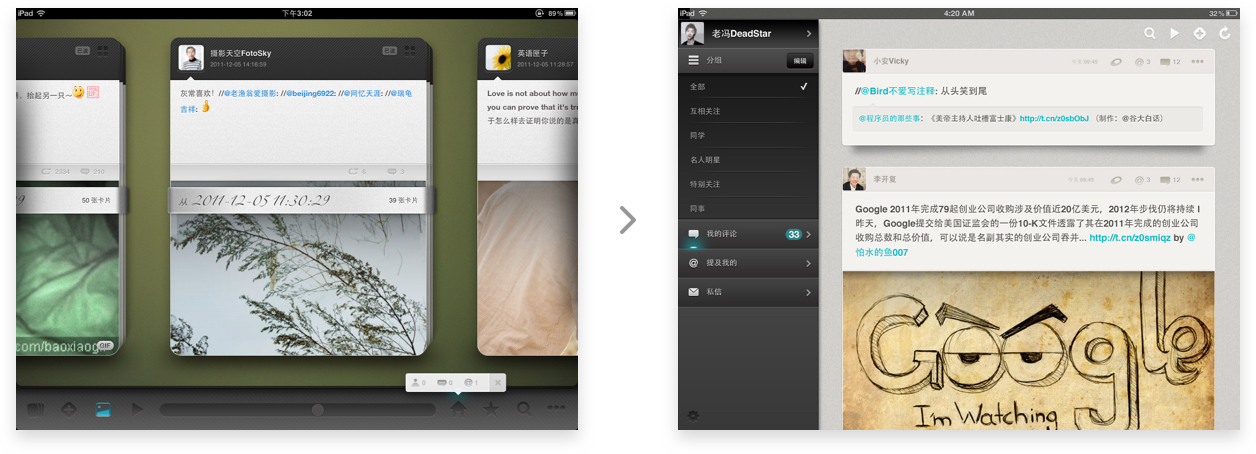 iPad
下午3:02
89%
摄影天空FotoSky
2011-12-05 14:16:59
英语匣子
2011-12-05 11:28:57
抬起另一只~
灰常喜欢！//@老渔翁爱摄影: //@beijing6922: //@同忆天涯: //@瑞龟
吉祥:
Love is not about how
you can prove that it's tru
于怎么样去证明你说的是真
2334
210
6
3
9
50 张卡片
从 2011-12-05 11:30:29
39 张卡片
com/baoxiaog
GIF
0
0
1
iPad
4:20 AM
32%
老冯DeadStar
分组
编辑
全部
互相关注
同学
名人明星
特别关注
同事
我的评论
33
提及我的
私信
小安Vicky
3
12
//@Bird不爱写注释: 从头笑到尾
@程序员的那些事: 《美帝主持人吐槽富士康》http://t.cn/z0sbObJ （制作：@谷大白话）
李开复
3
12
Google 2011年完成79起创业公司收购涉及价值近20亿美元，2012年步伐仍将持续 I
昨天，Google提交给美国证监会的一份10-K文件透露了其在2011年完成的创业公司
收购总数和总价值，可以说是名副其实的创业公司吞并... http://t.cn/z0smiqz by @
怕水的鱼007
Google
I'm Watching